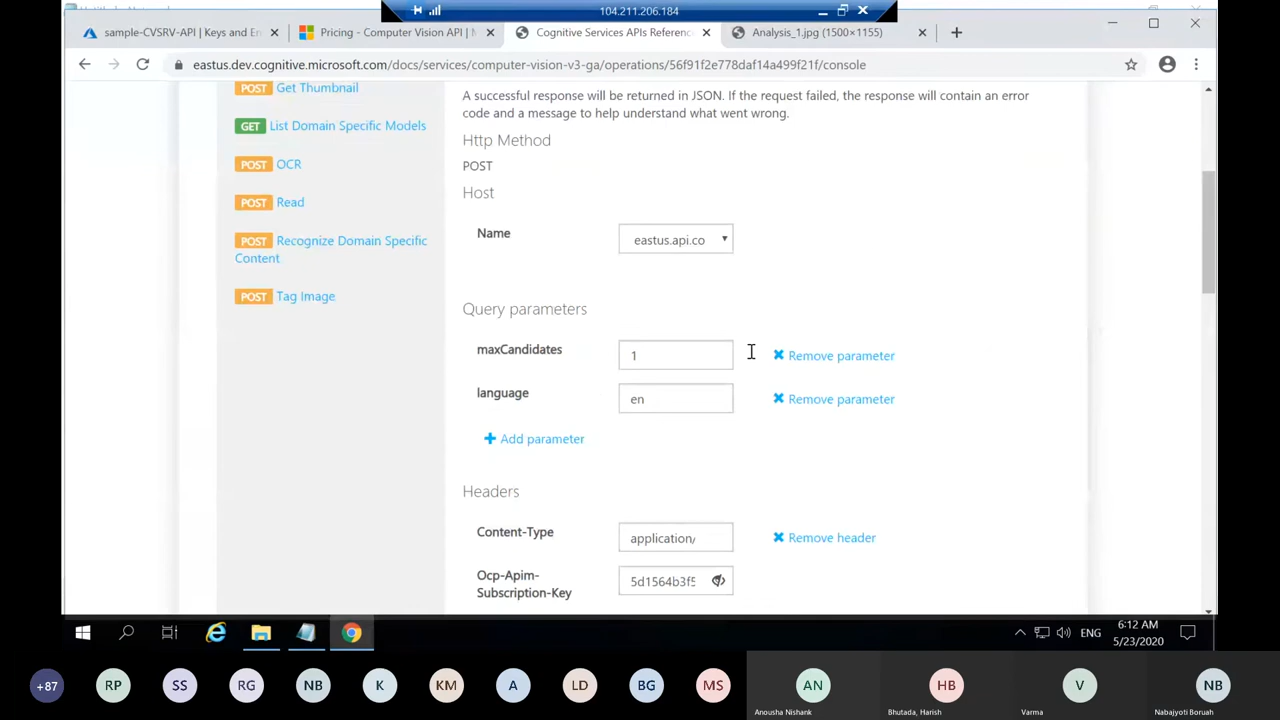 104.211.206.184
sample-CVSRV-API | Keys and En
Pricing - Computer Vision API | M
Cognitive Services APIs Referenc
Analysis_1.jpg (1500×1155)
eastus.dev.cognitive.microsoft.com/docs/services/computer-vision-v3-ga/operations/56f91f2e778daf14a499f21f/console
POST Get Thumbnail
GET List Domain Specific Models
POST OCR
POST Read
POST Recognize Domain Specific
Content
POST Tag Image
A successful response will be returned in JSON. If the request failed, the response will contain an error
code and a message to help understand what went wrong.
Http Method
POST
Host
Name
eastus.api.co
Query parameters
maxCandidates
1
Remove parameter
language
en
Remove parameter
Add parameter
Headers
Content-Type
application/
Remove header
Ocp-Apim-
Subscription-Key
5d1564b3f5
ENG
6:12 AM
5/23/2020
+87
RP
SS
RG
NB
K
KM
A
LD
BG
MS
AN
Anousha Nishank
HB
Bhutada, Harish
V
Varma
NB
Nabajyoti Boruah